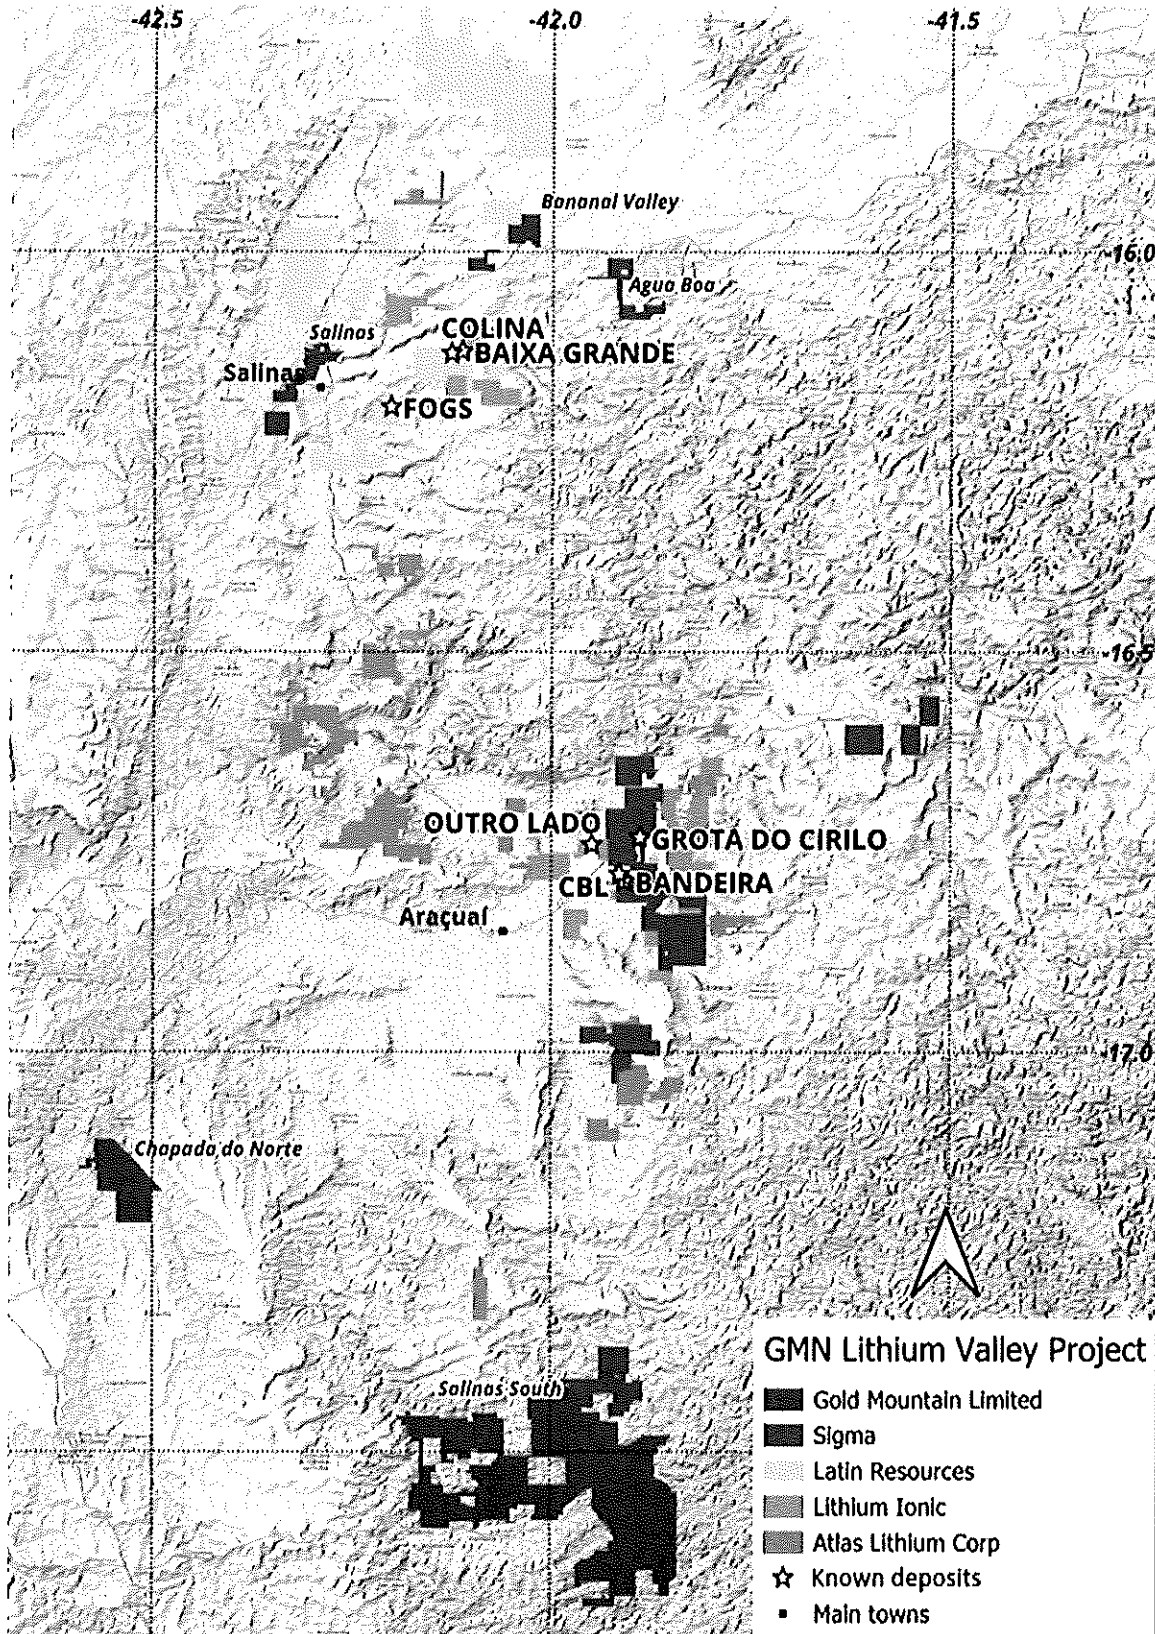 -42.5
-42.0
-41.5
Bananal Valley
-16.0
Agua Boa
Salinas
COLINA
BAIXA GRANDE
Salinas
FOGS
-16.5
OUTRO LADO
GROTA DO CIRILO
CBL
BANDEIRA
Araçuaí
-17.0
Chapada do Norte
Salinas South
GMN Lithium Valley Project
Gold Mountain Limited
Sigma
Latin Resources
Lithium Ionic
Atlas Lithium Corp
Known deposits
Main towns